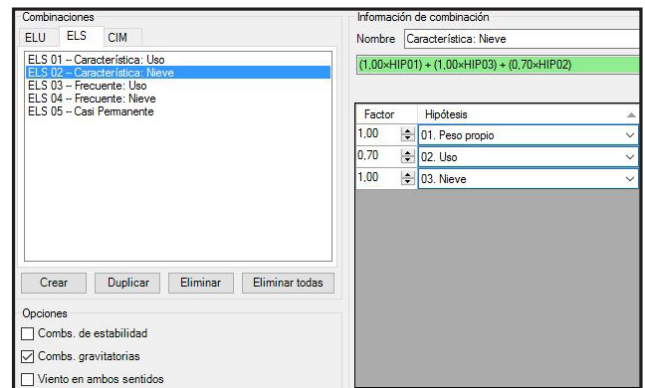 Combinaciones
ELU ELS CIM
ELS 01 – Característica: Uso
ELS 02 – Característica: Nieve
ELS 03 – Frecuente: Uso
ELS 04 – Frecuente: Nieve
ELS 05 – Casi Permanente
Crear Duplicar Eliminar Eliminar todas
Opciones
Combs. de estabilidad
Combs. gravitatorias
Viento en ambos sentidos
Información de combinación
Nombre Característica: Nieve
(1,00×HIP01) + (1,00×HIP03) + (0,70×HIP02)
Factor Hipótesis
1,00 01. Peso propio
0,70 02. Uso
1,00 03. Nieve